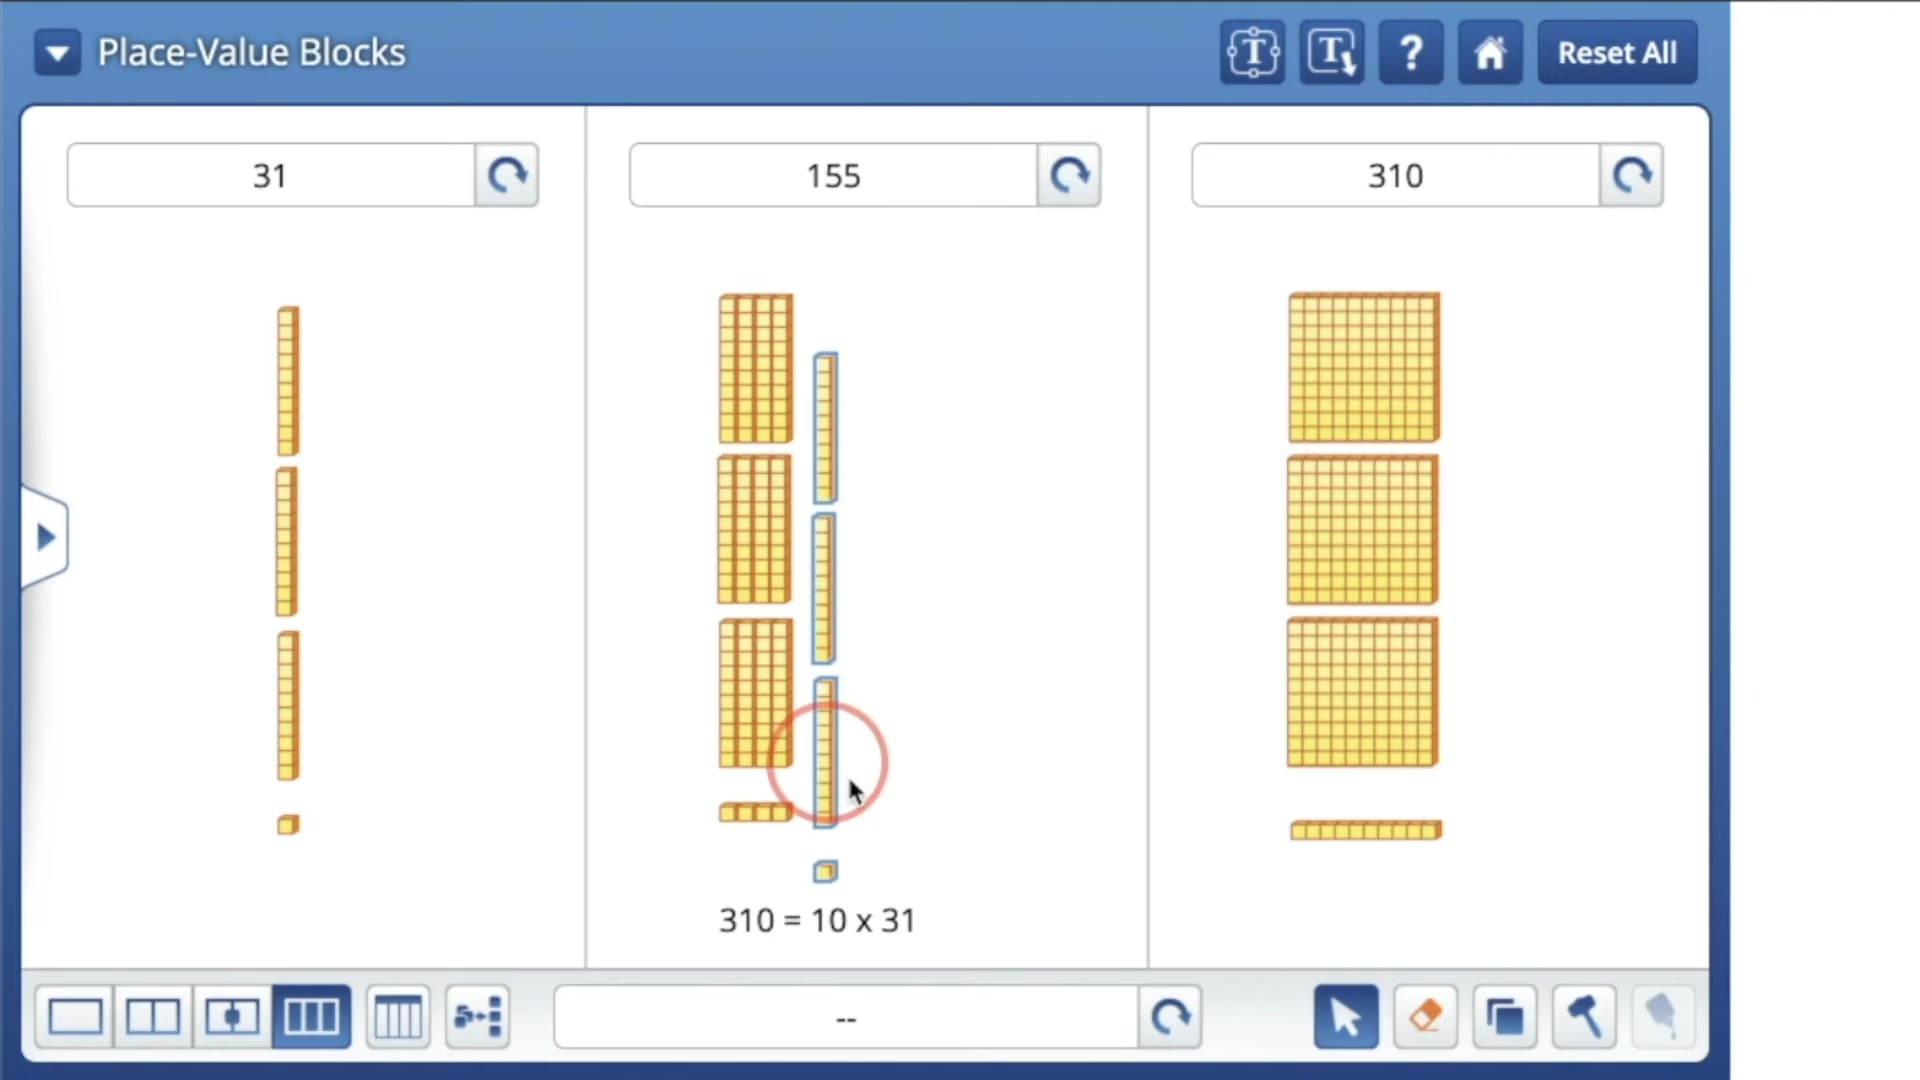 Place-Value Blocks
T
T
?
Reset All
31
155
310
310 = 10 x 31
--